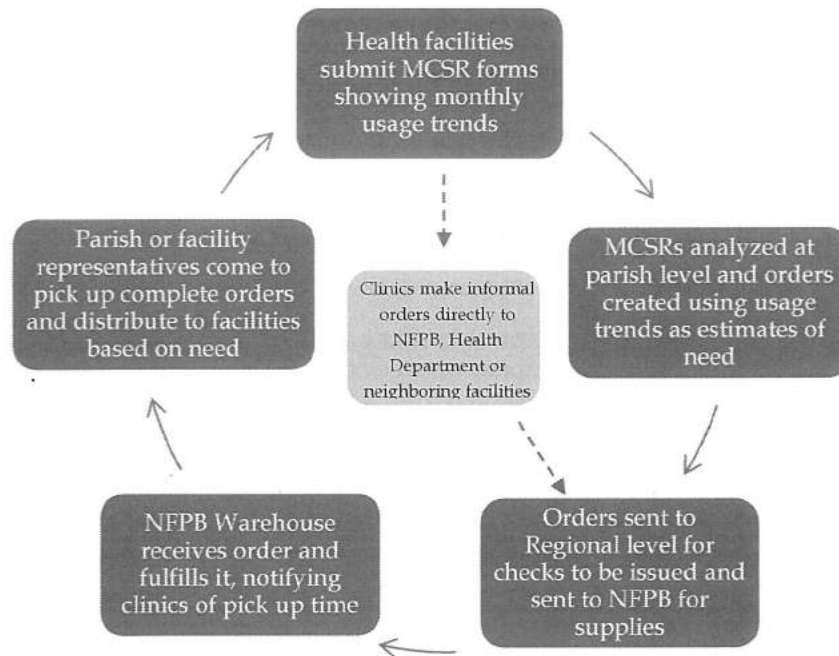 Health facilities
submit MCSR forms
showing monthly
usage trends
MCSRs analyzed at
parish level and orders
created using usage
trends as estimates of
need
Orders sent to
Regional level for
checks to be issued and
sent to NFPB for
supplies
NFPB Warehouse
receives order and
fulfills it, notifying
clinics of pick up time
Parish or facility
representatives come to
pick up complete orders
and distribute to facilities
based on need
Clinics make informal
orders directly to
NFPB, Health
Department or
neighboring facilities